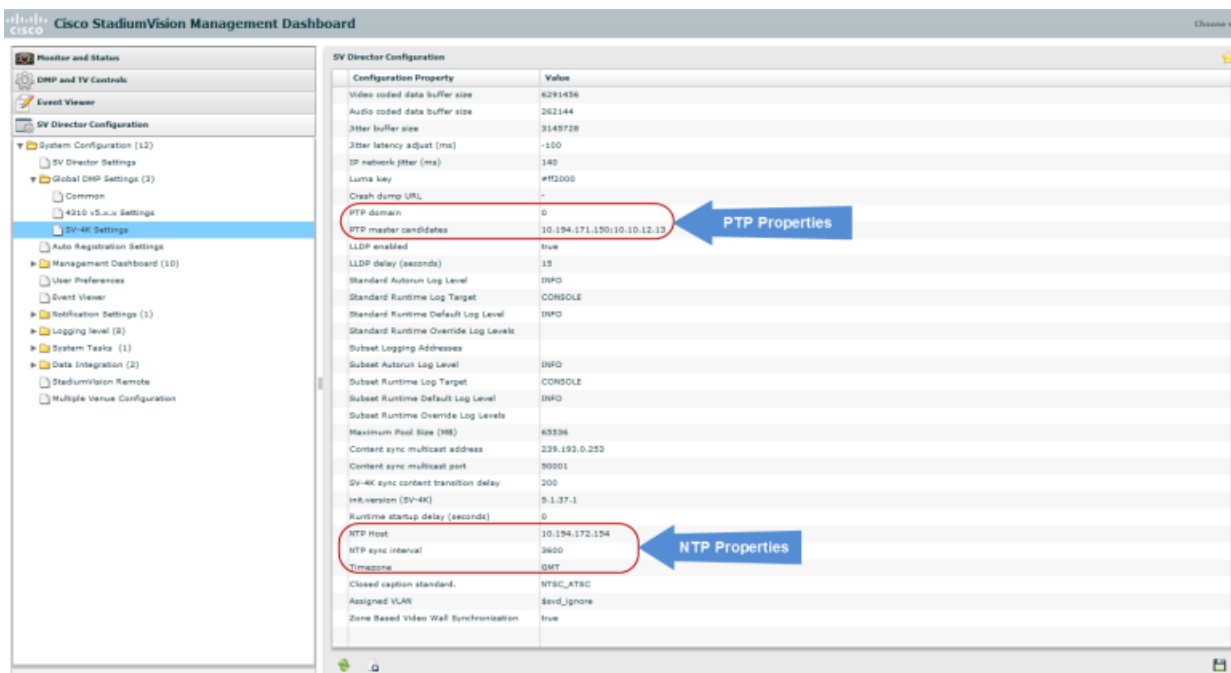 CISCO Cisco StadiumVision Management Dashboard
Choose
Monitor and Status
DMP and TV Controls
Event Viewer
SV Director Configuration
System Configuration (12)
SV Director Settings
Global DMP Settings (3)
Common
4310 v5.x.x Settings
SV-4K Settings
Auto Registration Settings
Management Dashboard (10)
User Preferences
Event Viewer
Notification Settings (1)
Logging level (8)
System Tasks (1)
Data Integration (2)
StadiumVision Remote
Multiple Venue Configuration
SV Director Configuration
Configuration Property Value
Video coded data buffer size 6291456
Audio coded data buffer size 262144
Jitter buffer size 3145728
Jitter latency adjust (ms) -100
IP network jitter (ms) 140
Luma key #ff2000
Crash dump URL -
PTP domain 0
PTP master candidates 10.194.171.150:10.10.12.13
PTP Properties
LLDP enabled true
LLDP delay (seconds) 15
Standard Autorun Log Level INFO
Standard Runtime Log Target CONSOLE
Standard Runtime Default Log Level INFO
Standard Runtime Override Log Levels
Subset Logging Addresses
Subset Autorun Log Level INFO
Subset Runtime Log Target CONSOLE
Subset Runtime Default Log Level INFO
Subset Runtime Override Log Levels
Maximum Pool Size (MB) 65536
Content sync multicast address 239.193.0.253
Content sync multicast port 50001
SV-4K sync content transition delay 200
init.version (SV-4K) 5.1.37.1
Runtime startup delay (seconds) 0
NTP Host 10.194.172.154
NTP sync interval 3600
NTP Properties
Timezone GMT
Closed caption standard. NTSC_ATSC
Assigned VLAN $svd_ignore
Zone Based Video Wall Synchronization true